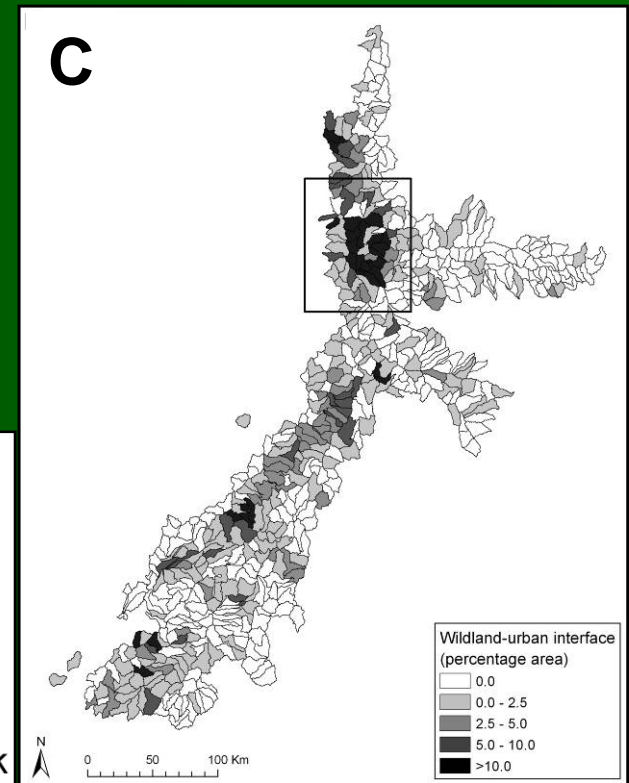 C
Wildland-urban interface
(percentage area)
0.0
0.0 - 2.5
2.5 - 5.0
5.0 - 10.0
>10.0
N
0 50 100 Km